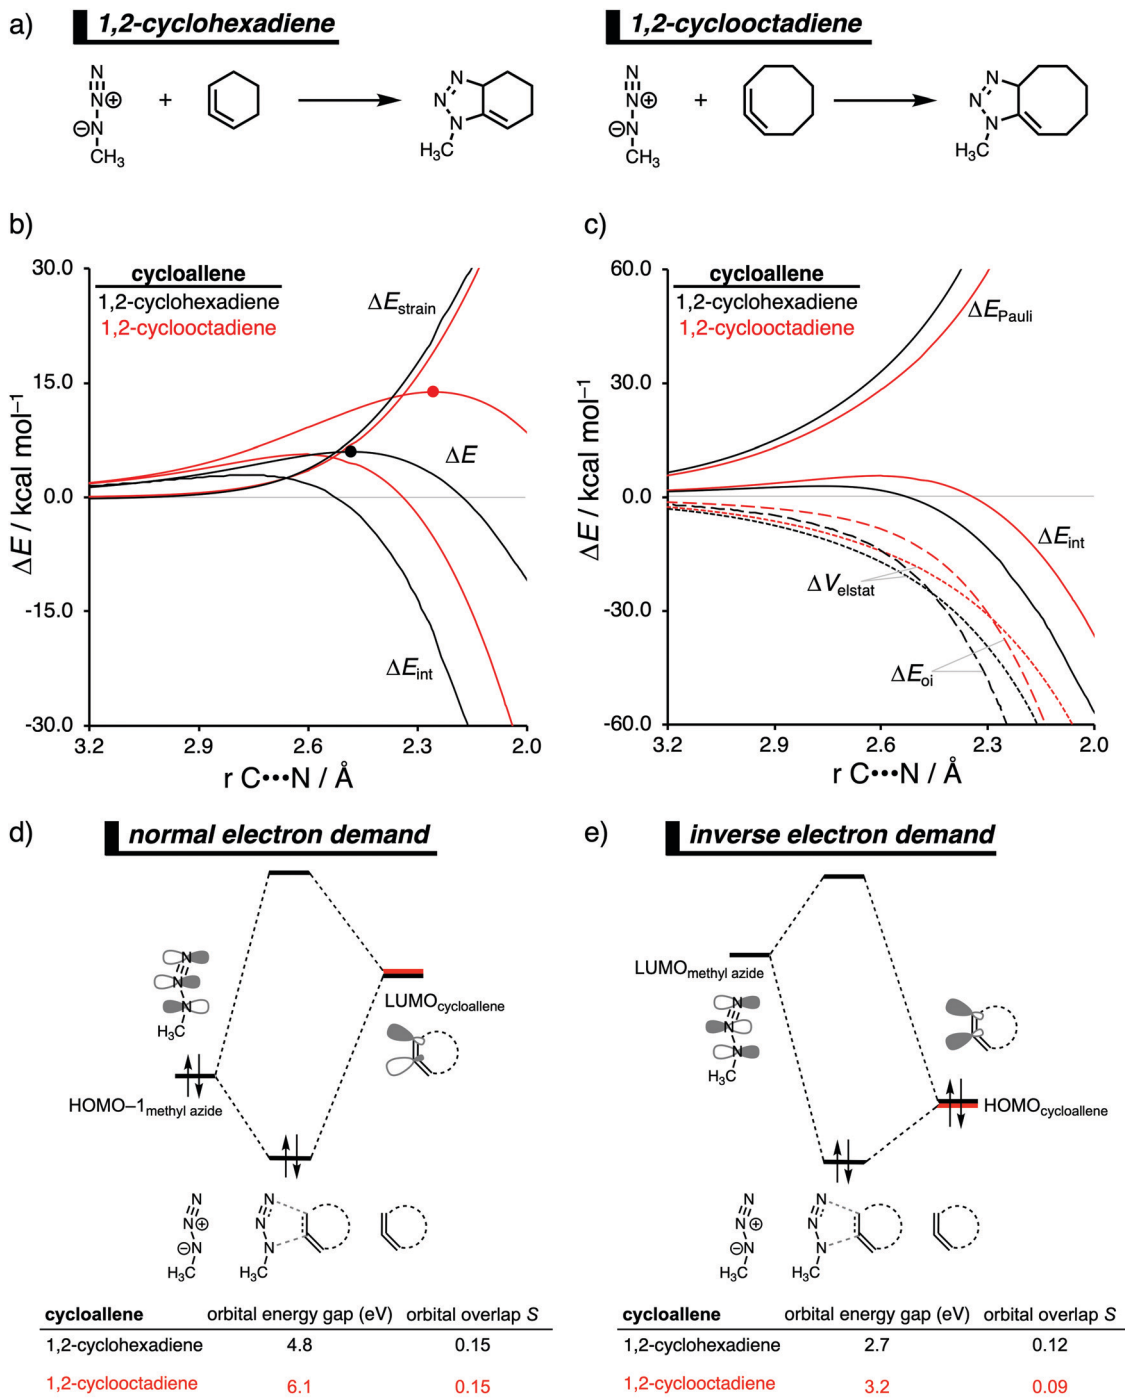 a)
1,2-cyclohexadiene
1,2-cyclooctadiene
N
N ⊕
⊖ N
CH₃
+
N
N
N
H₃C
N
N ⊕
⊖ N
CH₃
+
N
N
N
H₃C
b)
30.0
15.0
0.0
-15.0
-30.0
ΔE / kcal mol⁻¹
cycloallene
1,2-cyclohexadiene
1,2-cyclooctadiene
ΔEstrain
ΔE
ΔEint
3.2 2.9 2.6 2.3 2.0
r C•••N / Å
c)
60.0
30.0
0.0
-30.0
-60.0
ΔE / kcal mol⁻¹
cycloallene
1,2-cyclohexadiene
1,2-cyclooctadiene
ΔEPauli
ΔEint
ΔVelstat
ΔEoi
3.2 2.9 2.6 2.3 2.0
r C•••N / Å
d)
normal electron demand
N
N
N
H₃C
LUMOcycloallene
HOMO–1methyl azide
N
N ⊕
⊖ N
H₃C
N
N
N
H₃C
cycloallene orbital energy gap (eV) orbital overlap S
1,2-cyclohexadiene 4.8 0.15
1,2-cyclooctadiene 6.1 0.15
e)
inverse electron demand
LUMOmethyl azide
N
N
N
H₃C
HOMOcycloallene
N
N ⊕
⊖ N
H₃C
N
N
N
H₃C
cycloallene orbital energy gap (eV) orbital overlap S
1,2-cyclohexadiene 2.7 0.12
1,2-cyclooctadiene 3.2 0.09